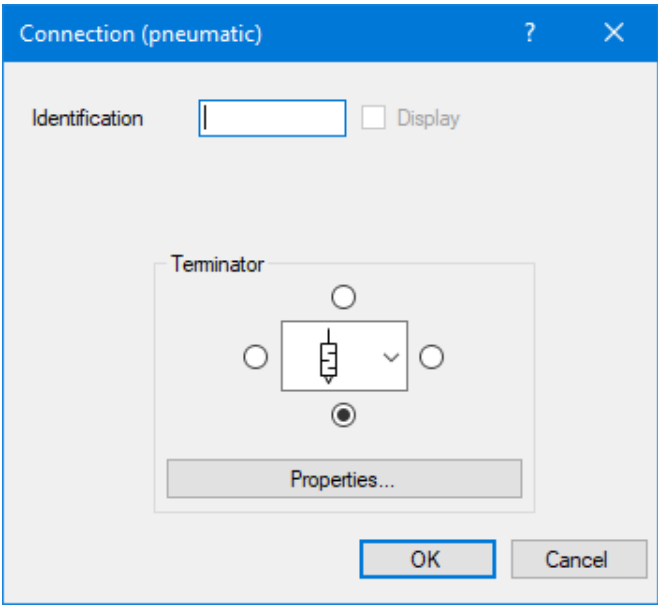 Connection (pneumatic) ?
Identification Display
Terminator
Properties...
OK Cancel